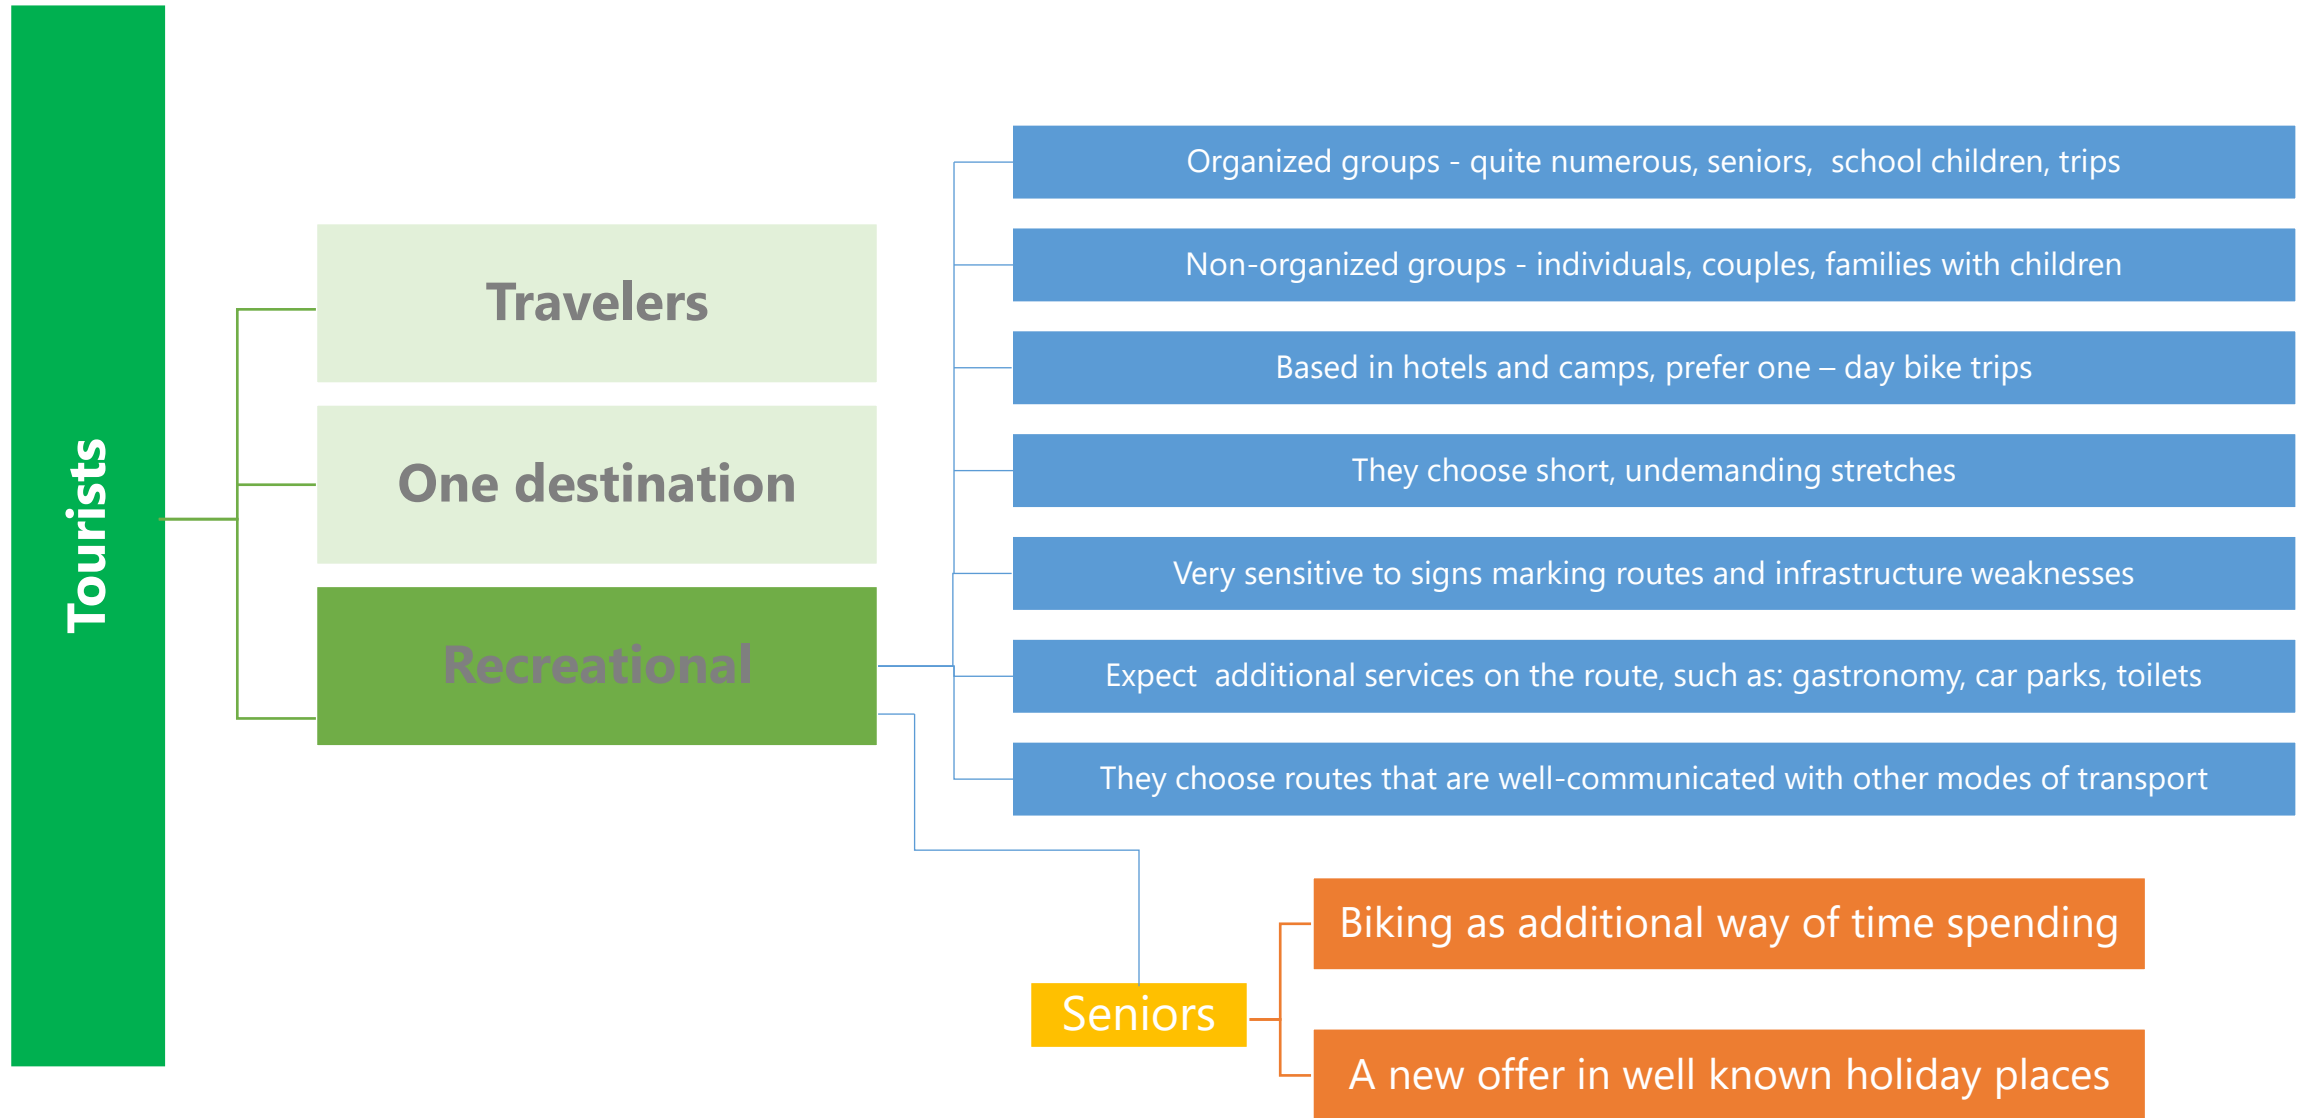 Tourists
Travelers
One destination
Recreational
Organized groups - quite numerous, seniors,  school children, trips
Non-organized groups - individuals, couples, families with children
Based in hotels and camps, prefer one – day bike trips
They choose short, undemanding stretches
Very sensitive to signs marking routes and infrastructure weaknesses
Expect  additional services on the route, such as: gastronomy, car parks, toilets
They choose routes that are well-communicated with other modes of transport
Seniors
Biking as additional way of time spending
A new offer in well known holiday places